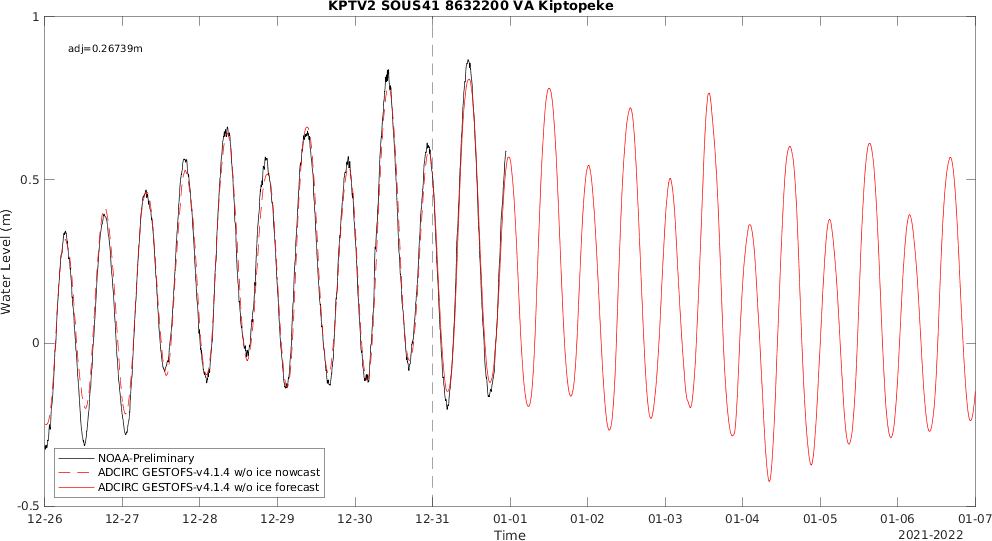 KPTV2 SOUS41 8632200 VA Kiptopeke
adj=0.26739m
Water Level (m)
1
0.5
0
-0.5
NOAA-Preliminary
ADCIRC GESTOFS-v4.1.4 w/o ice nowcast
ADCIRC GESTOFS-v4.1.4 w/o ice forecast
12-26 12-27 12-28 12-29 12-30 12-31 01-01 01-02 01-03 01-04 01-05 01-06 01-07
Time
2021-2022